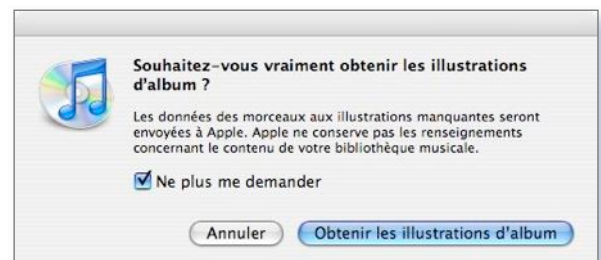 Souhaitez-vous vraiment obtenir les illustrations
d'album ?
Les données des morceaux aux illustrations manquantes seront
envoyées à Apple. Apple ne conserve pas les renseignements
concernant le contenu de votre bibliothèque musicale.
Ne plus me demander
Annuler
Obtenir les illustrations d'album